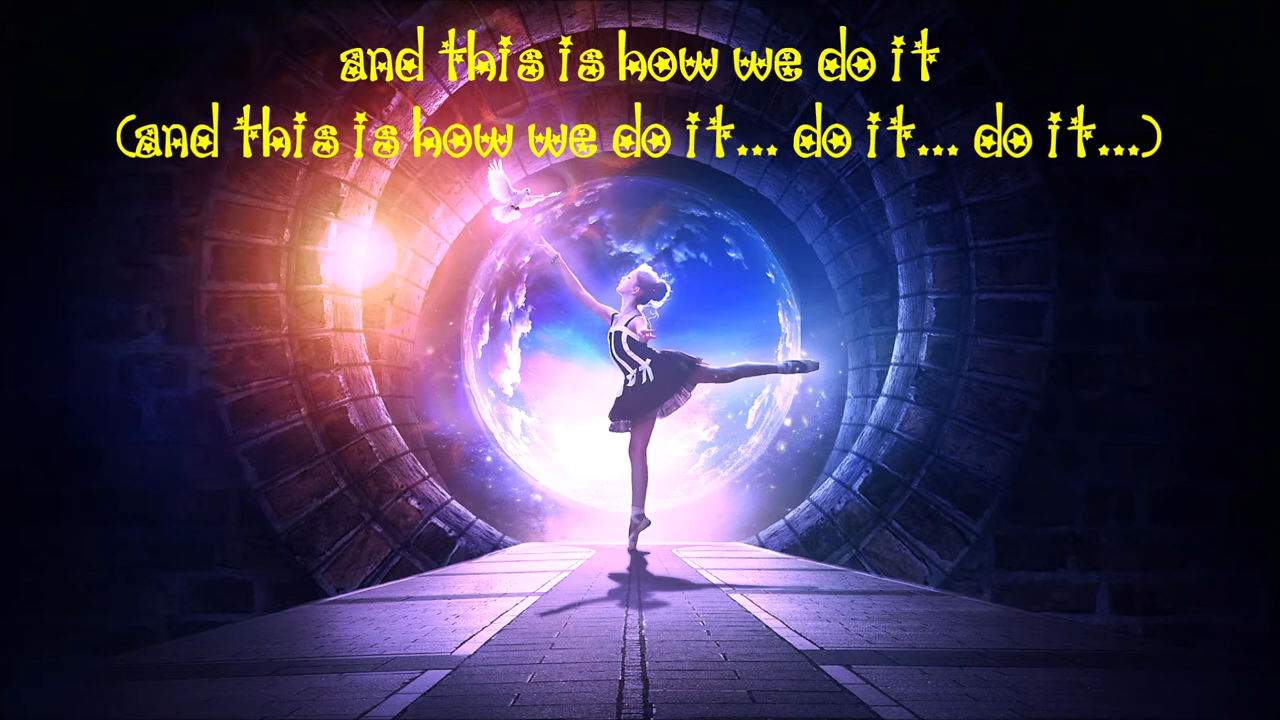 and this is how we do it
(and this is how we do it... do it... do it...)